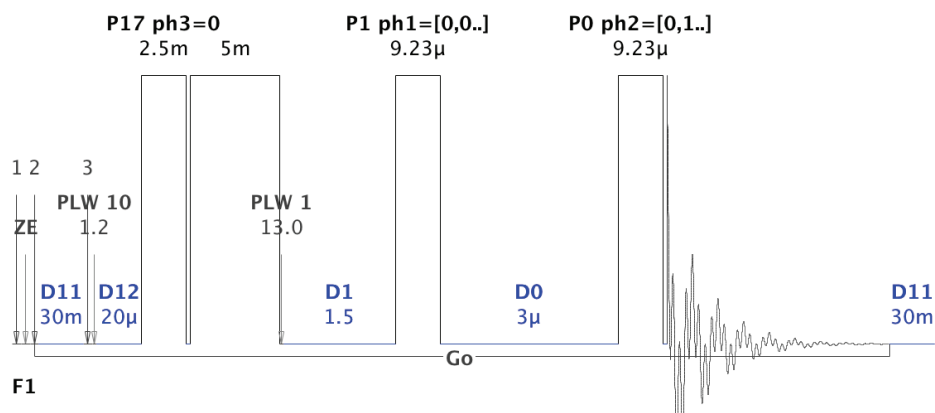 P17 ph3=0 P1 ph1=[0,0..] P0 ph2=[0,1..]
2.5m 5m 9.23µ 9.23µ
1 2 3
PLW 10 PLW 1
ZE 1.2 13.0
D11 D12 D1 D0 D11
30m 20µ 1.5 3µ 30m
Go
F1